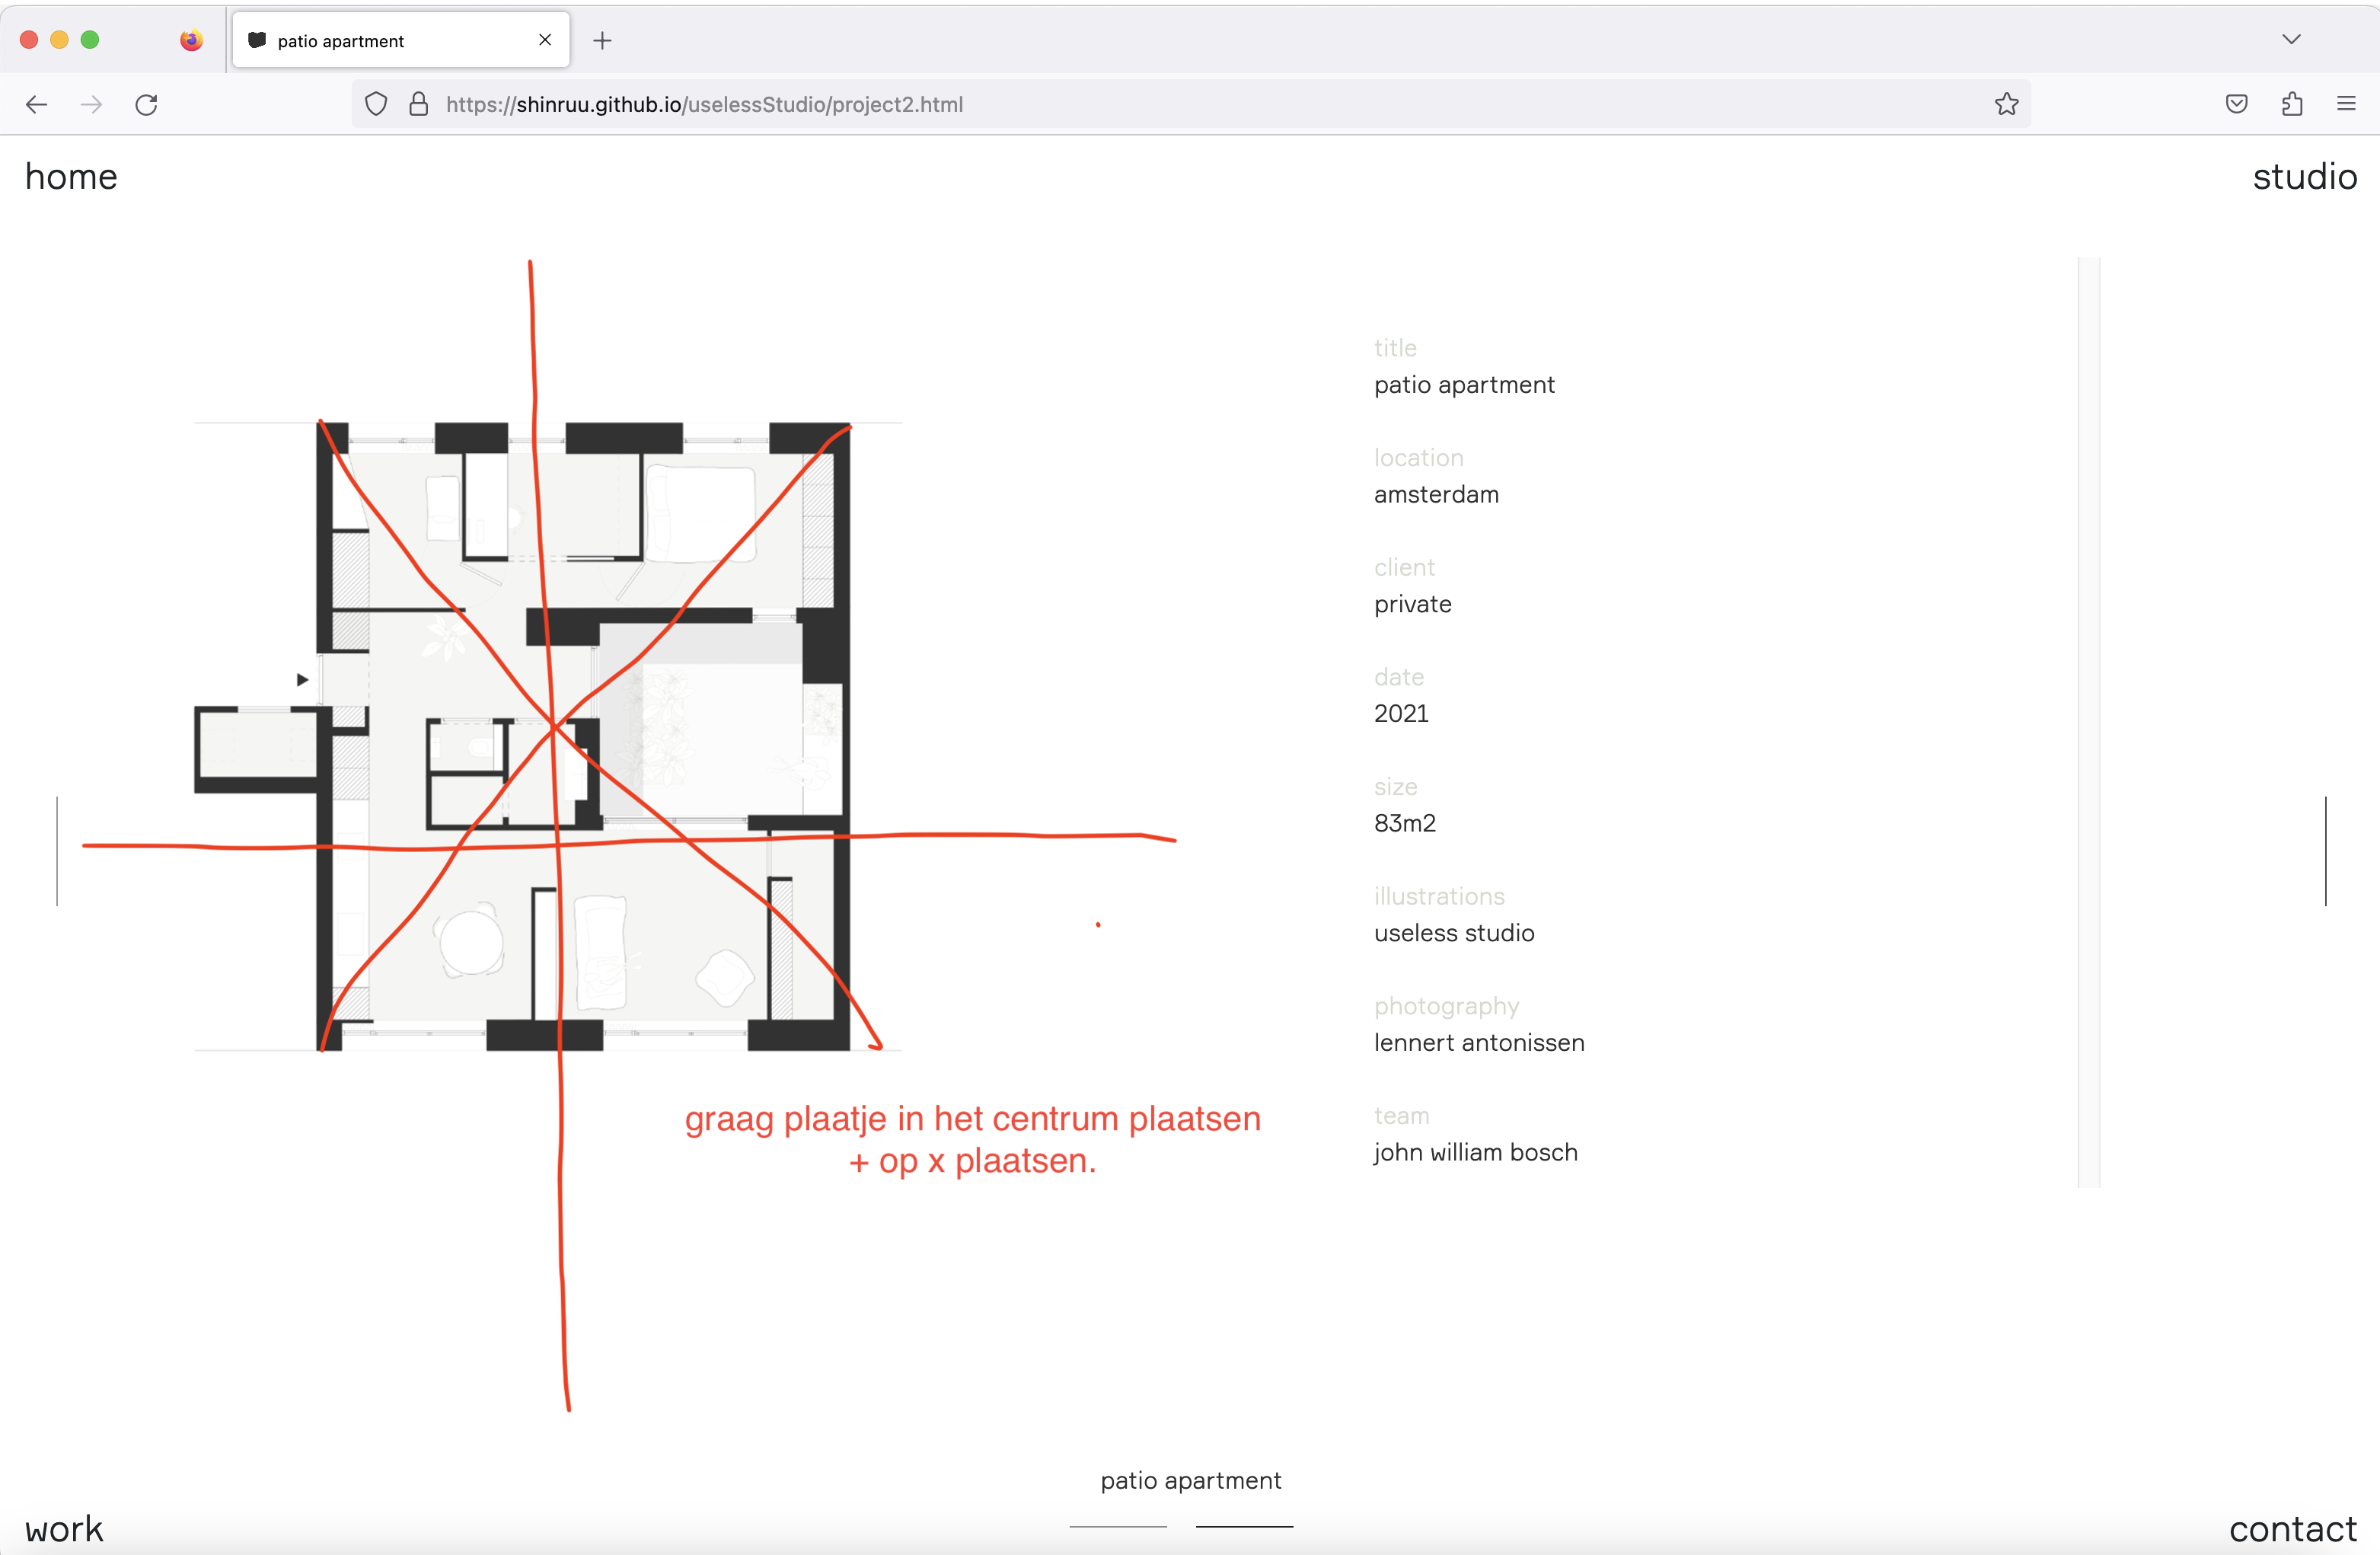 patio apartment
https://shinruu.github.io/uselessStudio/project2.html
home
studio
title
patio apartment
location
amsterdam
client
private
date
2021
size
83m2
illustrations
useless studio
photography
lennert antonissen
team
john william bosch
graag plaatje in het centrum plaatsen
+ op x plaatsen.
patio apartment
work
contact